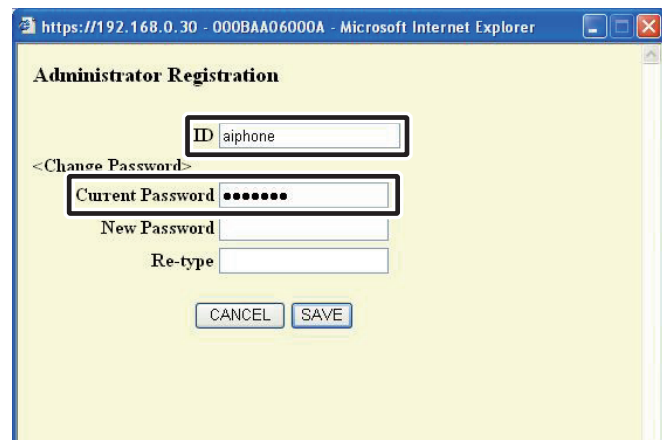 https://192.168.0.30 - 000BAA06000A - Microsoft Internet Explorer
Administrator Registration
ID aiphone
<Change Password>
Current Password ●●●●●●●
New Password
Re-type
CANCEL SAVE